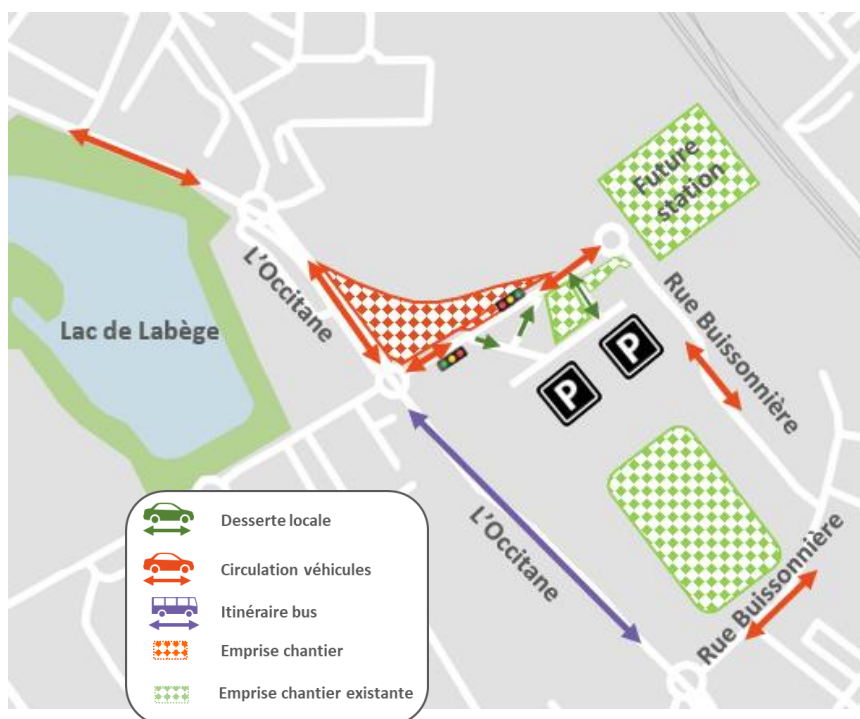 Future
station
L'Occitane
Rue Buissonnière
Lac de Labège
P
P
L'Occitane
Rue Buissonnière
Desserte locale
Circulation véhicules
Itinéraire bus
Emprise chantier
Emprise chantier existante